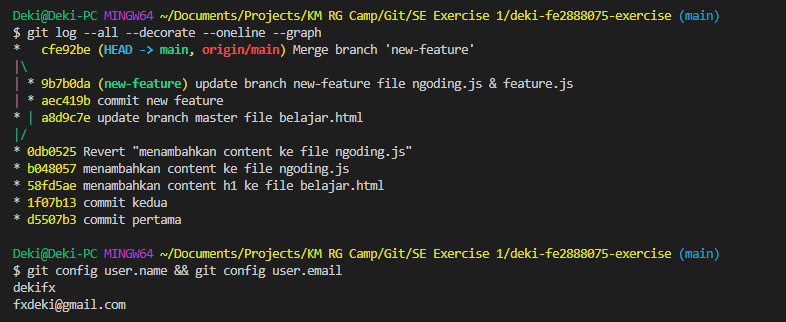 Deki@Deki-PC MINGW64 ~/Documents/Projects/KM RG Camp/Git/SE Exercise 1/deki-fe2888075-exercise (main)
$ git log --all --decorate --oneline --graph
*   cfe92be (HEAD -> main, origin/main) Merge branch 'new-feature'
|\
| * 9b7b0da (new-feature) update branch new-feature file ngoding.js & feature.js
| * aec419b commit new feature
* | a8d9c7e update branch master file belajar.html
|/
* 0db0525 Revert "menambahkan content ke file ngoding.js"
* b048057 menambahkan content ke file ngoding.js
* 58fd5ae menambahkan content h1 ke file belajar.html
* 1f07b13 commit kedua
* d5507b3 commit pertama
Deki@Deki-PC MINGW64 ~/Documents/Projects/KM RG Camp/Git/SE Exercise 1/deki-fe2888075-exercise (main)
$ git config user.name && git config user.email
dekifx
fxdeki@gmail.com